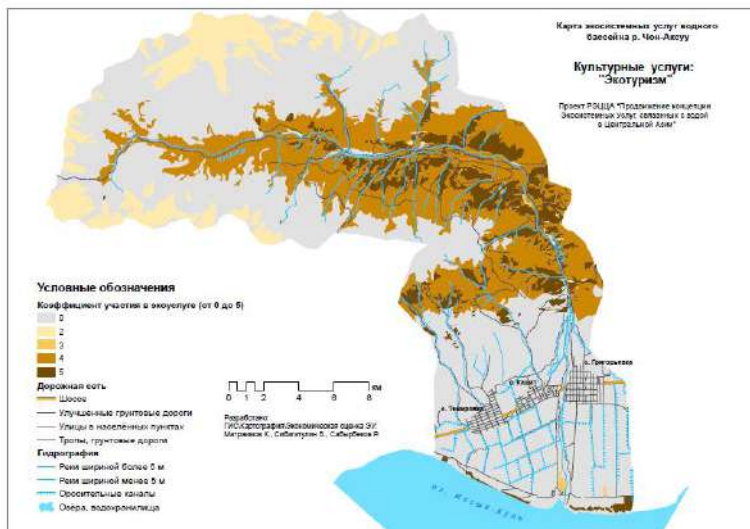 Карта экосистемных услуг водного
бассейна р. Чон-Аксуу
Культурные услуги:
"Экотуризм"
Проект РЭЦЦА "Продвижение концепции
Экосистемных Услуг, связанных с водой
в Центральной Азии"
Условные обозначения
Коэффициент участия в экоуслуге (от 0 до 5)
0
2
3
4
5
Дорожная сеть
Шоссе
Улучшенные грунтовые дороги
Улицы в населённых пунктах
Тропы, грунтовые дороги
Гидрография
Реки шириной более 5 м
Реки шириной менее 5 м
Оросительные каналы
Озёра, водохранилища
0 1 2 4 6 8
км
Разработано:
ГИС/Картография/Экономическая оценка ЭУ
Матраимов К., Сабырбеков Р.
с. Григорьевка
оз. Иссык-Куль